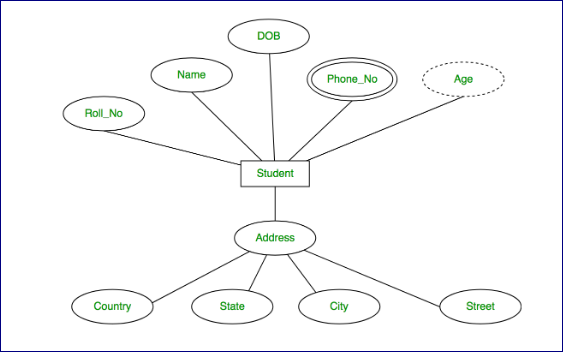 DOB
Name
Phone_No
Age
Roll_No
Student
Address
Country
State
City
Street